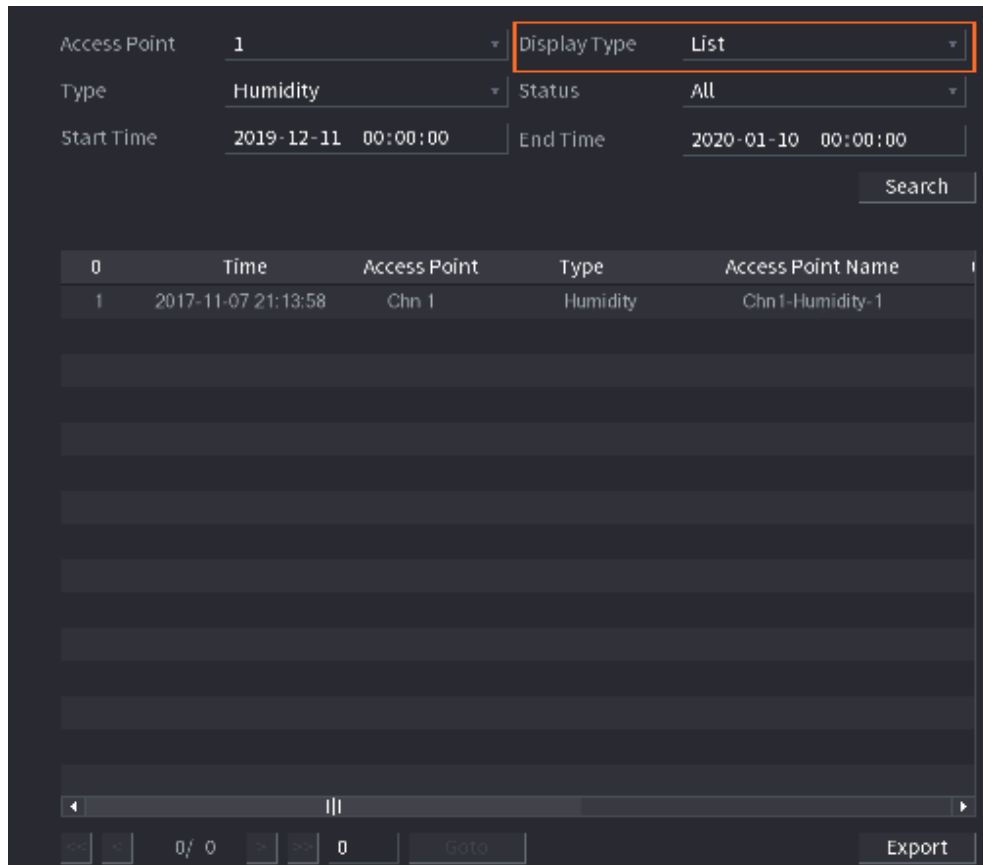 Access Point 1 Display Type List
Type Humidity Status All
Start Time 2019-12-11 00:00:00 End Time 2020-01-10 00:00:00
Search
0 Time Access Point Type Access Point Name
1 2017-11-07 21:13:58 Chn 1 Humidity Chn1-Humidity-1
<< < 0/ 0 > >> 0 Goto Export